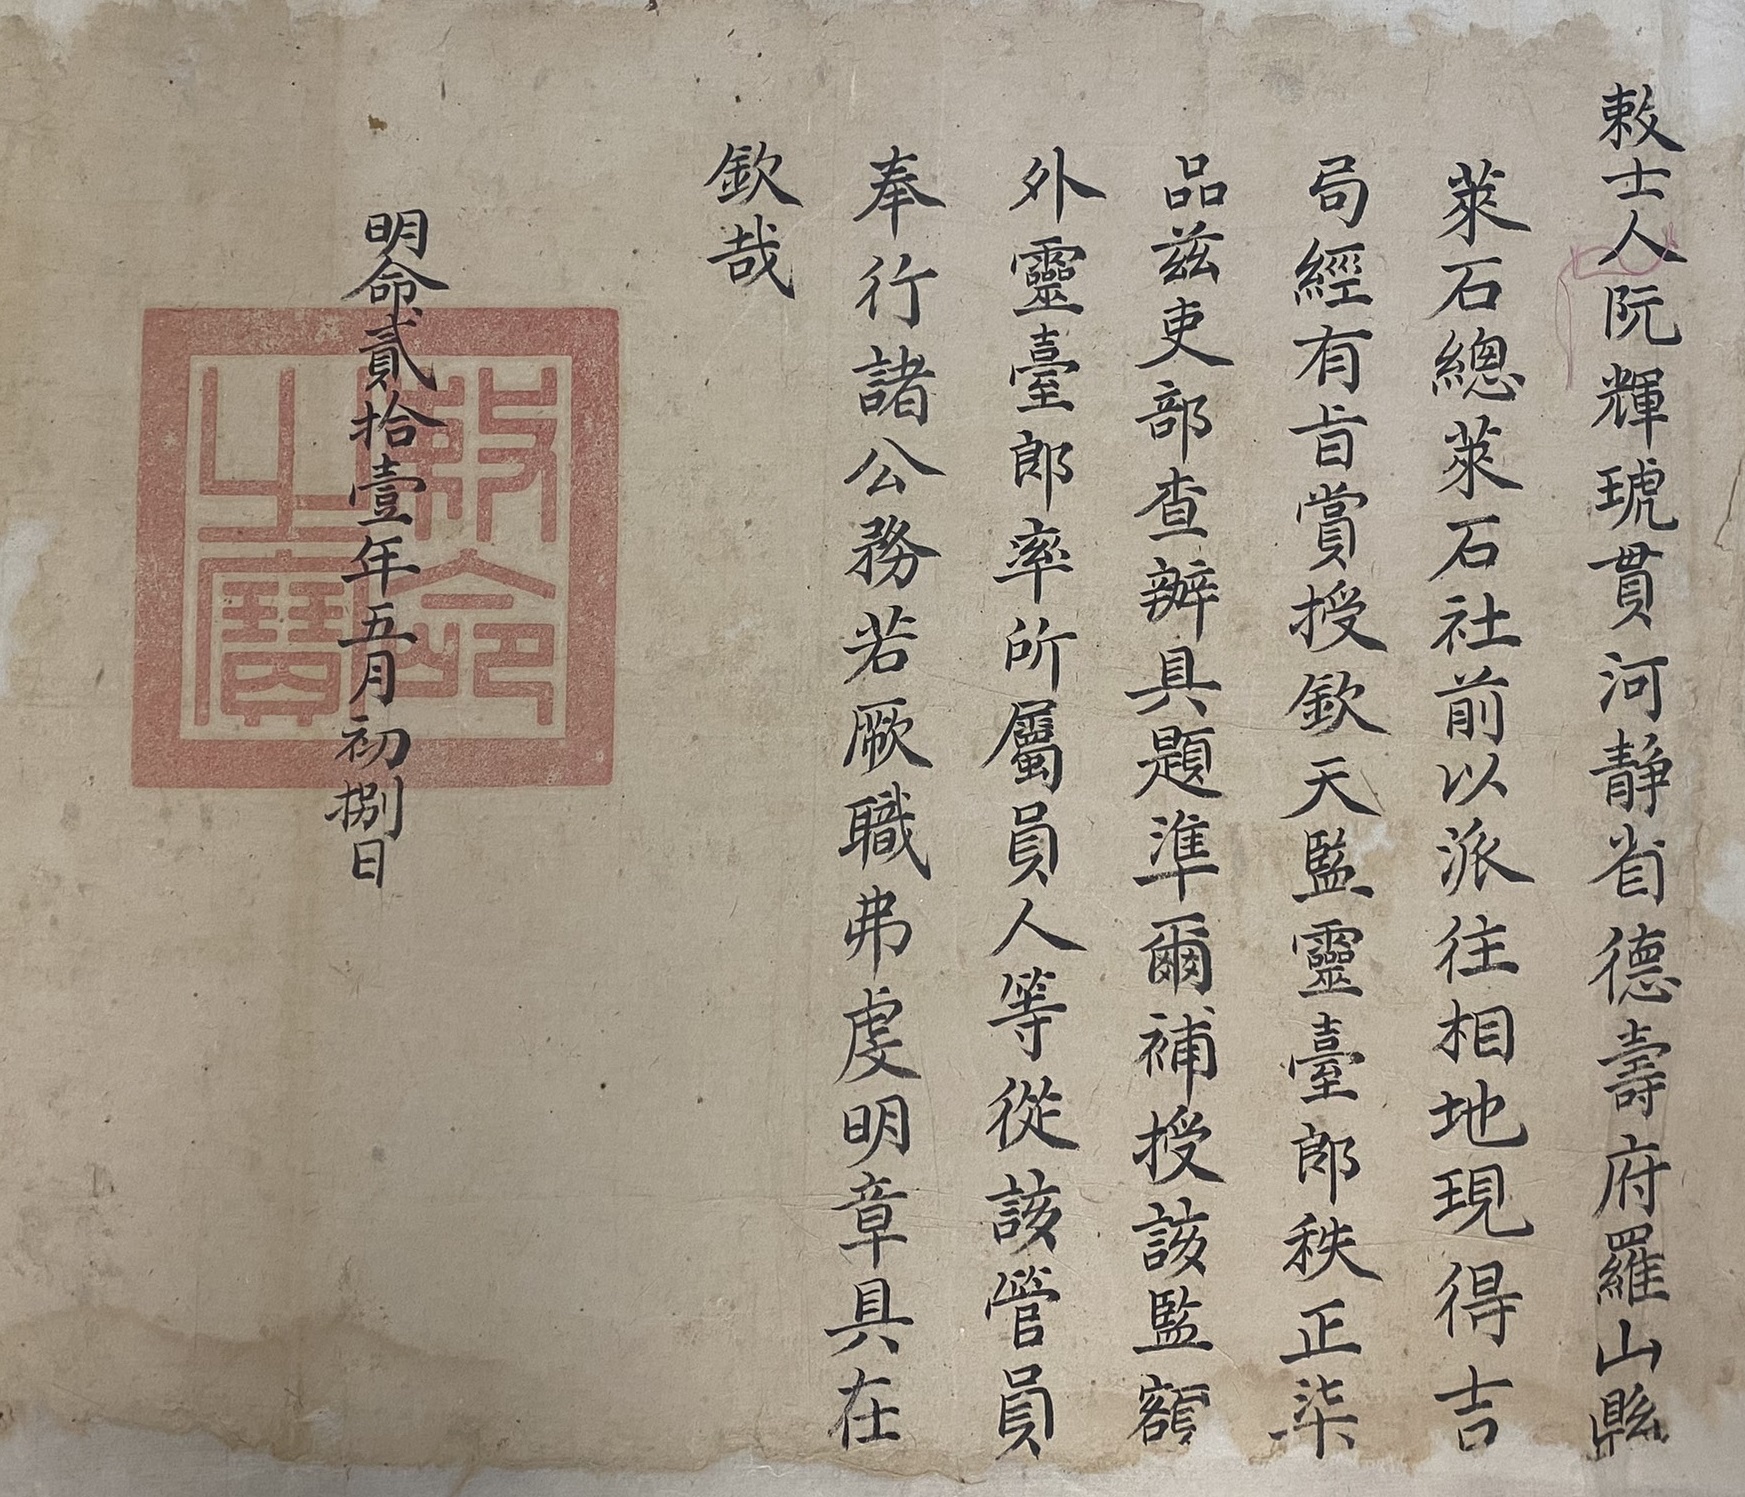 敕士人阮輝琥貫河靜省德壽府羅山縣
萊石總萊石社前以派往相地現得吉
局經有旨賞授欽天監靈臺郎秩正柒
品茲吏部查辦具題準爾補授該監額
外靈臺郎率所屬員人等從該管員
奉行諸公務若厥職弗虔明章具在
欽哉
明命貳拾壹年五月初捌日
敕命之寶